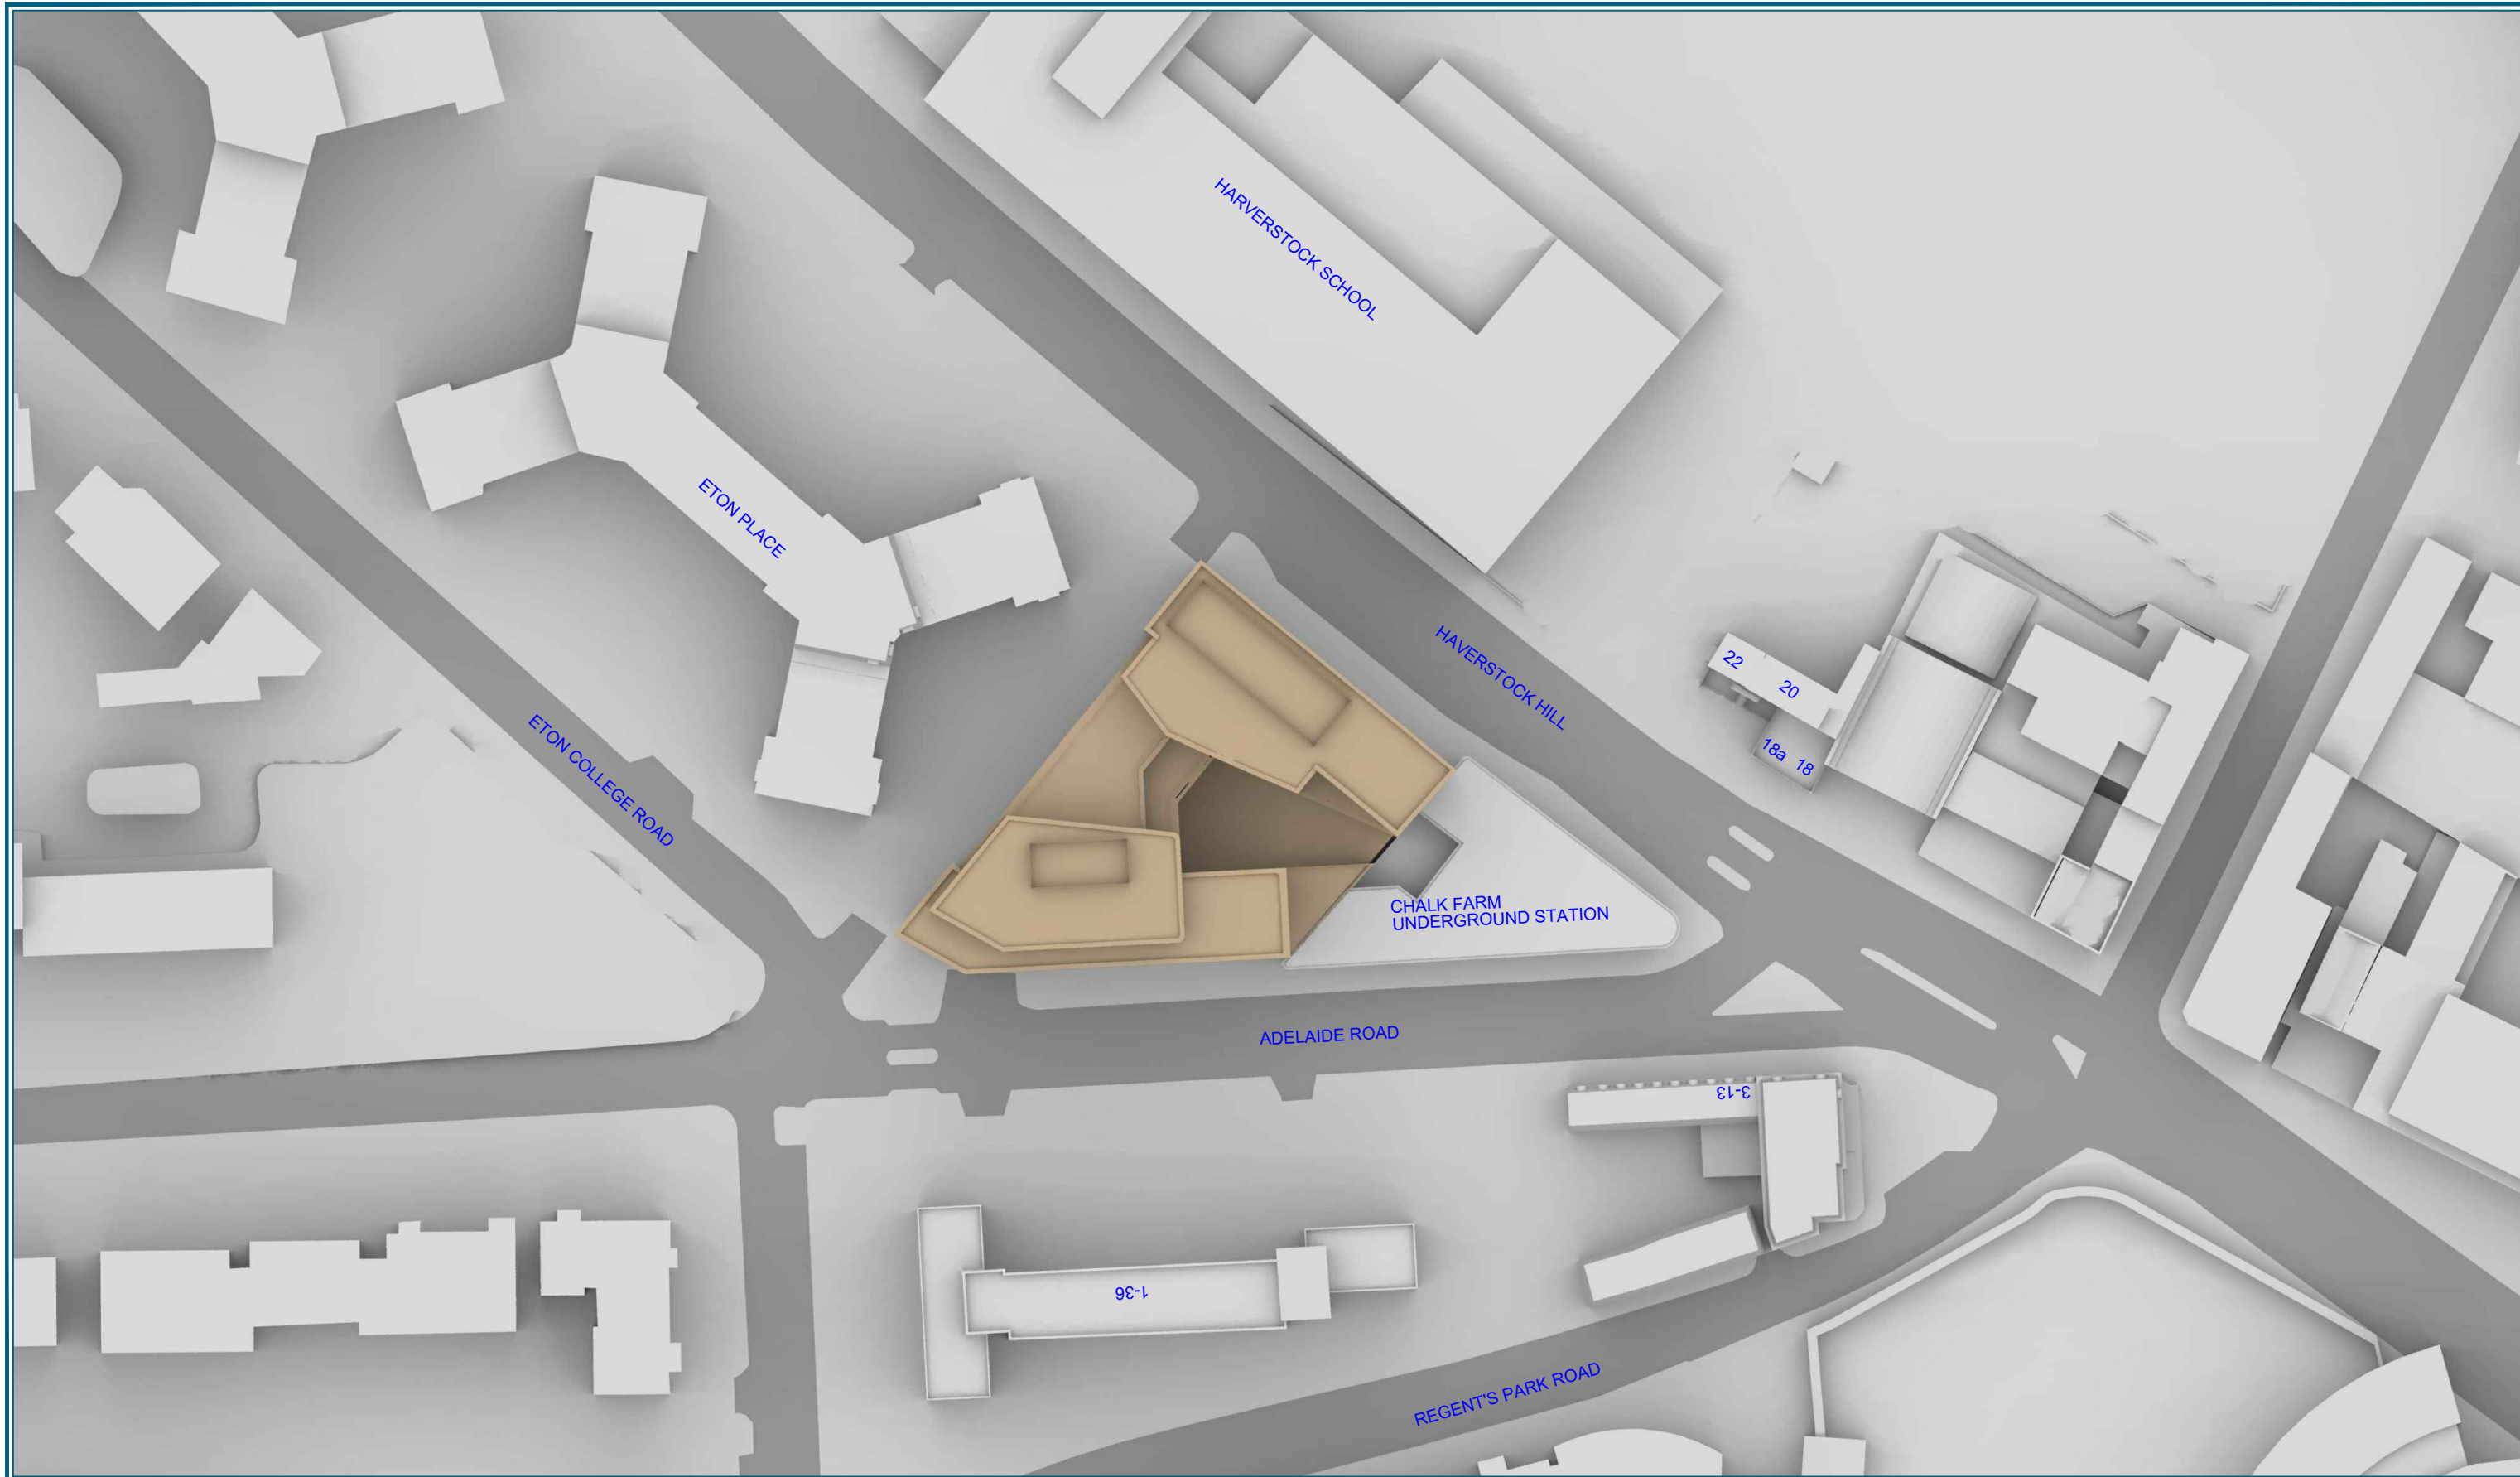 HARVERSTOCK SCHOOL
ETON PLACE
HAVERSTOCK HILL
22
20
18a 18
ETON COLLEGE ROAD
CHALK FARM
UNDERGROUND STATION
ADELAIDE ROAD
3-13
1-36
REGENT'S PARK ROAD